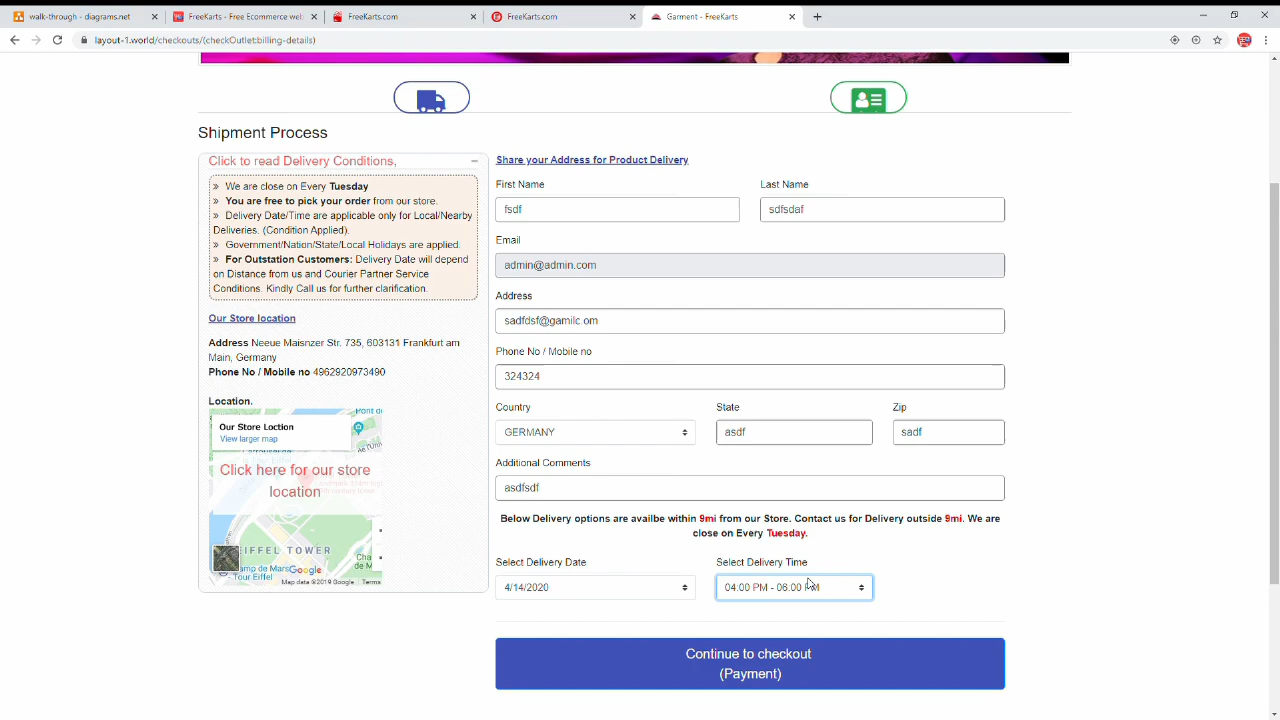 walk-through - diagrams.net
FreeKarts - Free Ecommerce web
FreeKarts.com
FreeKarts.com
Garment - FreeKarts
layout-1.world/checkouts/(checkOutlet:billing-details)
Shipment Process
Click to read Delivery Conditions,
» We are close on Every Tuesday
» You are free to pick your order from our store.
» Delivery Date/Time are applicable only for Local/Nearby
Deliveries. (Condition Applied).
» Government/Nation/State/Local Holidays are applied.
» For Outstation Customers: Delivery Date will depend
on Distance from us and Courier Partner Service
Conditions. Kindly Call us for further clarification.
Our Store location
Address Neeue Maisnzer Str. 735, 603131 Frankfurt am
Main, Germany
Phone No / Mobile no 4962920973490
Location.
Pont de
Our Store Loction
View larger map
Click here for our store
location
EIFFEL TOWER
Champ de Mars
Tour Eiffel
Google
Cha
de
Map data ©2019 Google Terms
Share your Address for Product Delivery
First Name
Last Name
fsdf
sdfsdaf
Email
admin@admin.com
Address
sadfdsf@gamilc.om
Phone No / Mobile no
324324
Country
State
Zip
GERMANY
asdf
sadf
Additional Comments
asdfsdf
Below Delivery options are availbe within 9mi from our Store. Contact us for Delivery outside 9mi. We are
close on Every Tuesday.
Select Delivery Date
Select Delivery Time
4/14/2020
04:00 PM - 06:00 PM
Continue to checkout
(Payment)